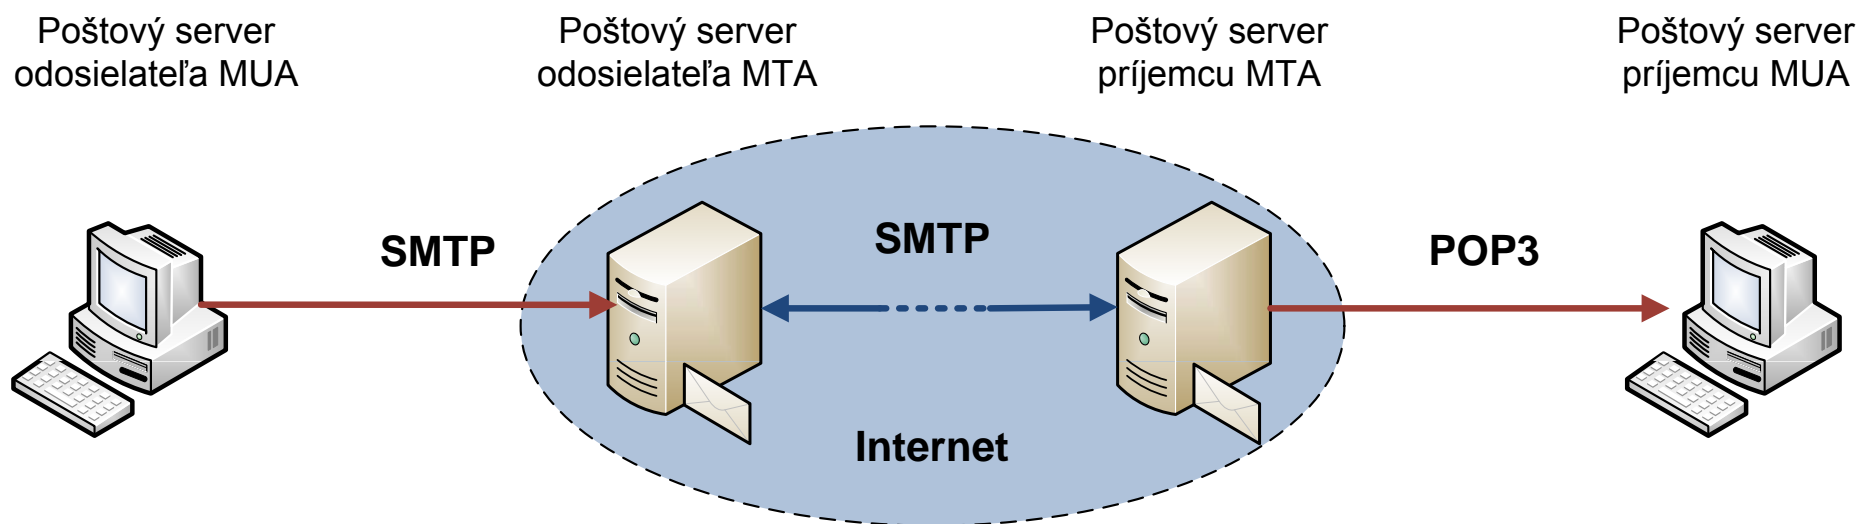 Poštový server
odosielateľa MUA
Poštový server
odosielateľa MTA
Poštový server
príjemcu MTA
Poštový server
príjemcu MUA
SMTP
SMTP
POP3
Internet